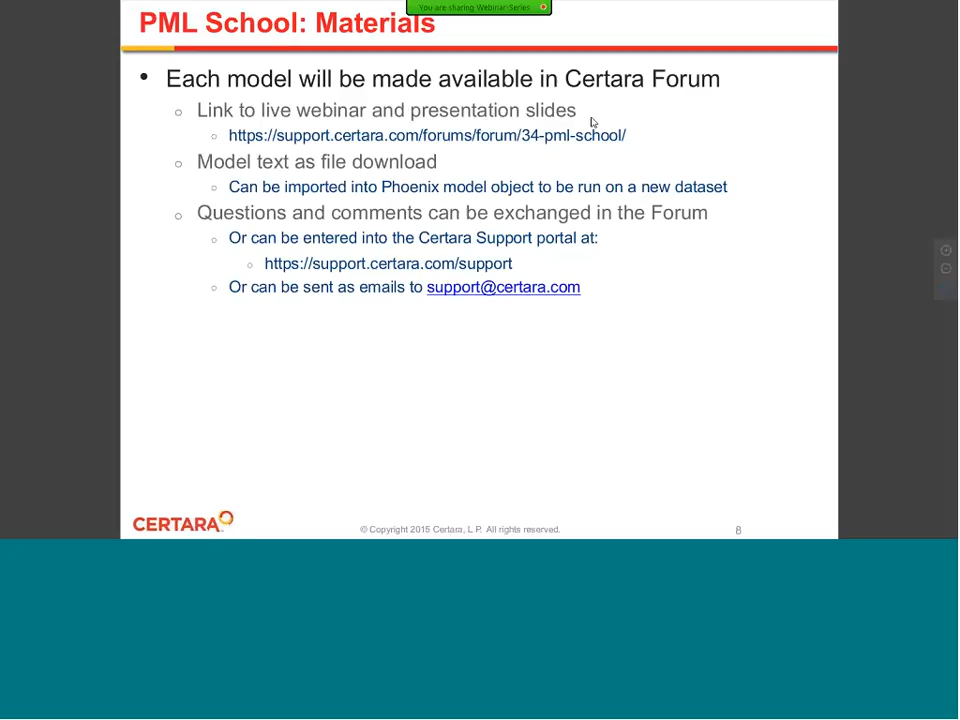 You are sharing Webinar-Series
PML School: Materials
• Each model will be made available in Certara Forum
○ Link to live webinar and presentation slides
○ https://support.certara.com/forums/forum/34-pml-school/
○ Model text as file download
○ Can be imported into Phoenix model object to be run on a new dataset
○ Questions and comments can be exchanged in the Forum
○ Or can be entered into the Certara Support portal at:
○ https://support.certara.com/support
○ Or can be sent as emails to support@certara.com
CERTARA
© Copyright 2015 Certara, L.P. All rights reserved.
8